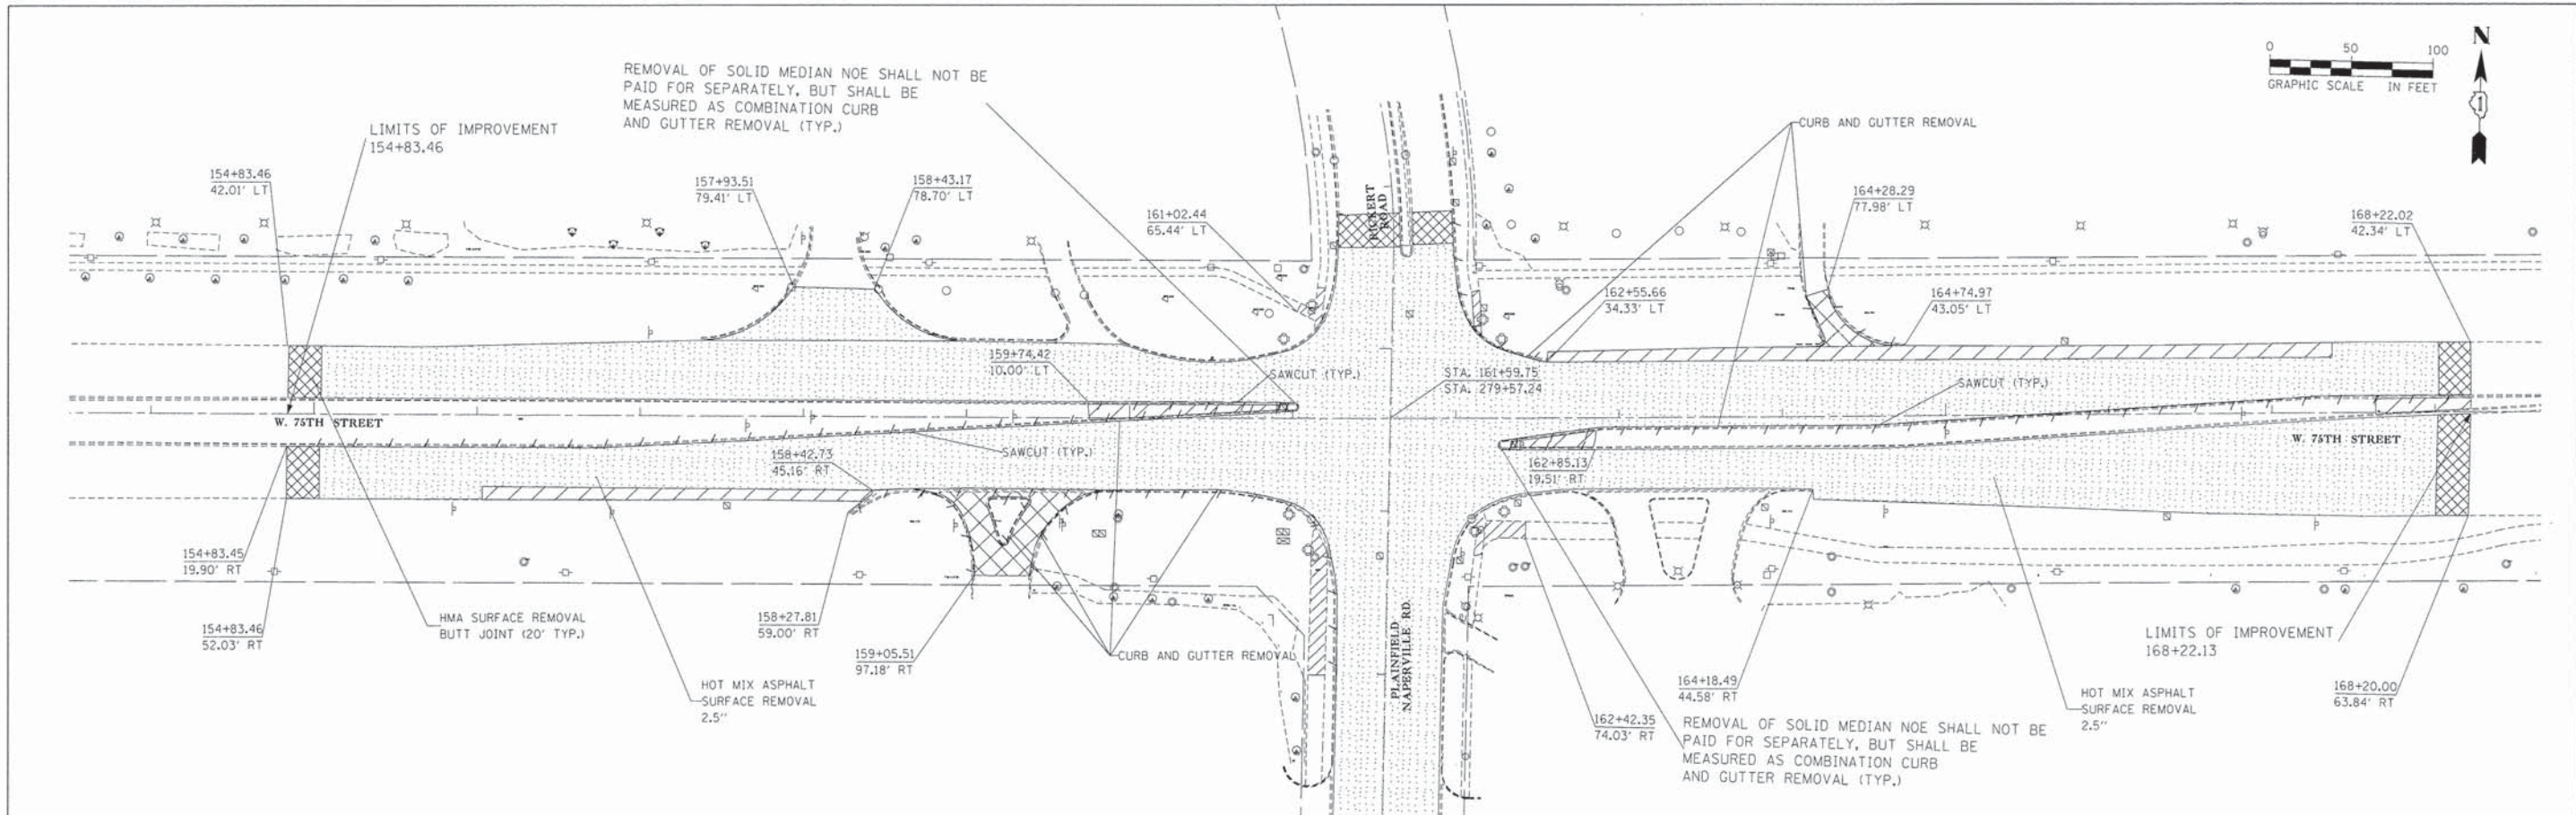 REMOVAL OF SOLID MEDIAN NOE SHALL NOT BE
PAID FOR SEPARATELY, BUT SHALL BE
MEASURED AS COMBINATION CURB
AND GUTTER REMOVAL (TYP.)
0 50 100
GRAPHIC SCALE IN FEET
N
1
LIMITS OF IMPROVEMENT
154+83.46
CURB AND GUTTER REMOVAL
154+83.46
42.01' LT
157+93.51
79.41' LT
158+43.17
78.70' LT
161+02.44
65.44' LT
RICKERT
ROAD
164+28.29
77.98' LT
168+22.02
42.34' LT
162+55.66
34.33' LT
164+74.97
43.05' LT
159+74.42
10.00' LT
SAWCUT (TYP.)
STA. 161+59.75
STA. 279+57.24
SAWCUT (TYP.)
W. 75TH STREET
W. 75TH STREET
158+42.73
45.16' RT
SAWCUT (TYP.)
162+85.13
19.51' RT
154+83.45
19.90' RT
154+83.46
52.03' RT
HMA SURFACE REMOVAL
BUTT JOINT (20' TYP.)
158+27.81
59.00' RT
159+05.51
97.18' RT
CURB AND GUTTER REMOVAL
PLAINFIELD
NAPERVILLE RD.
LIMITS OF IMPROVEMENT
168+22.13
HOT MIX ASPHALT
SURFACE REMOVAL
2.5"
164+18.49
44.58' RT
162+42.35
74.03' RT
REMOVAL OF SOLID MEDIAN NOE SHALL NOT BE
PAID FOR SEPARATELY, BUT SHALL BE
MEASURED AS COMBINATION CURB
AND GUTTER REMOVAL (TYP.)
HOT MIX ASPHALT
SURFACE REMOVAL
2.5"
168+20.00
63.84' RT